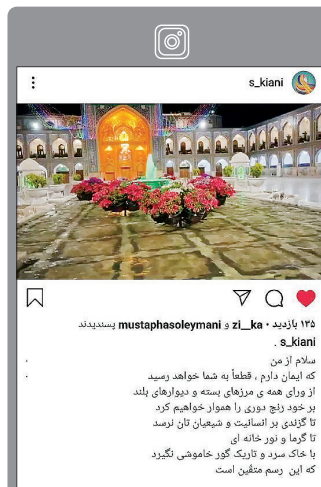 s_kiani
۱۳۵ بازدید • zi__ka و mustaphasoleymani پسندیدند
s_kiani .
سلام از من
که ایمان دارم ، قطعاً به شما خواهد رسید
از ورای همه ی مرزهای بسته و دیوارهای بلند
بر خود رنج دوری را هموار خواهیم کرد
تا گزندی بر انسانیت و شیعیان تان نرسد
تا گرما و نور خانه ای
با خاک سرد و تاریک گور خاموشی نگیرد
که این رسم متقین است